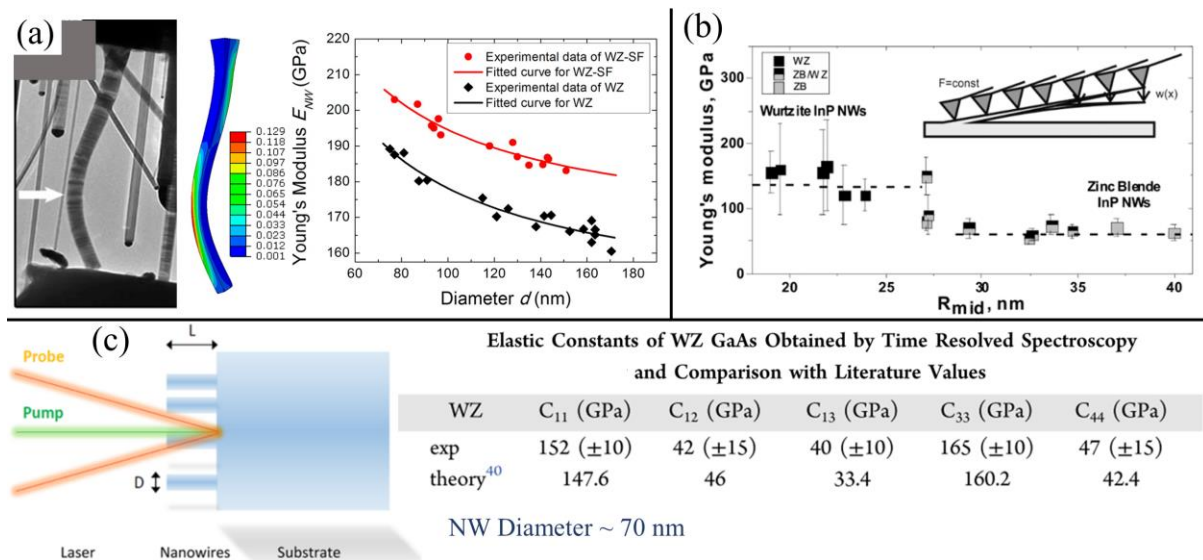 (a)
0.129
0.118
0.107
0.097
0.086
0.076
0.065
0.054
0.044
0.033
0.023
0.012
0.001
Young's Modulus E_NW (GPa)
220
210
200
190
180
170
160
Experimental data of WZ-SF
Fitted curve for WZ-SF
Experimental data of WZ
Fitted curve for WZ
60 80 100 120 140 160 180
Diameter d (nm)
(b)
Young's modulus, GPa
300
200
100
0
WZ
ZB/WZ
ZB
Wurtzite InP NWs
F=const
w(x)
Zinc Blende
InP NWs
20 25 30 35 40
R_mid, nm
(c)
L
Probe
Pump
D
Laser Nanowires Substrate
Elastic Constants of WZ GaAs Obtained by Time Resolved Spectroscopy
and Comparison with Literature Values
WZ C11 (GPa) C12 (GPa) C13 (GPa) C33 (GPa) C44 (GPa)
exp 152 (±10) 42 (±15) 40 (±10) 165 (±10) 47 (±15)
theory40 147.6 46 33.4 160.2 42.4
NW Diameter ~ 70 nm